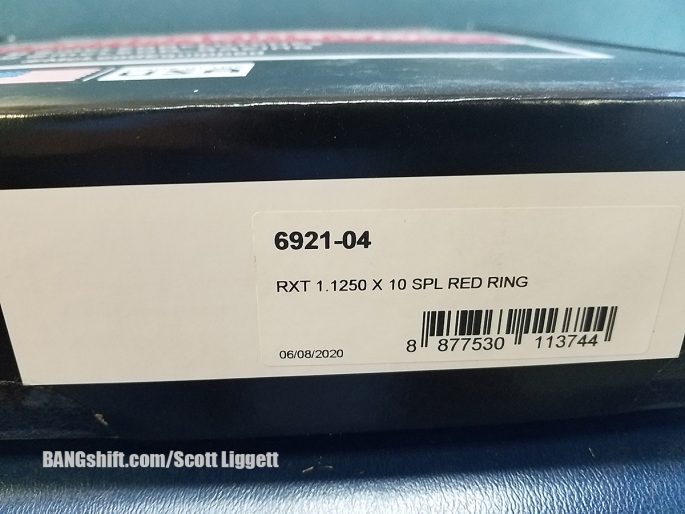 6921-04
RXT 1.1250 X 10 SPL RED RING
06/08/2020
8 877530 113744
BANGshift.com/Scott Liggett